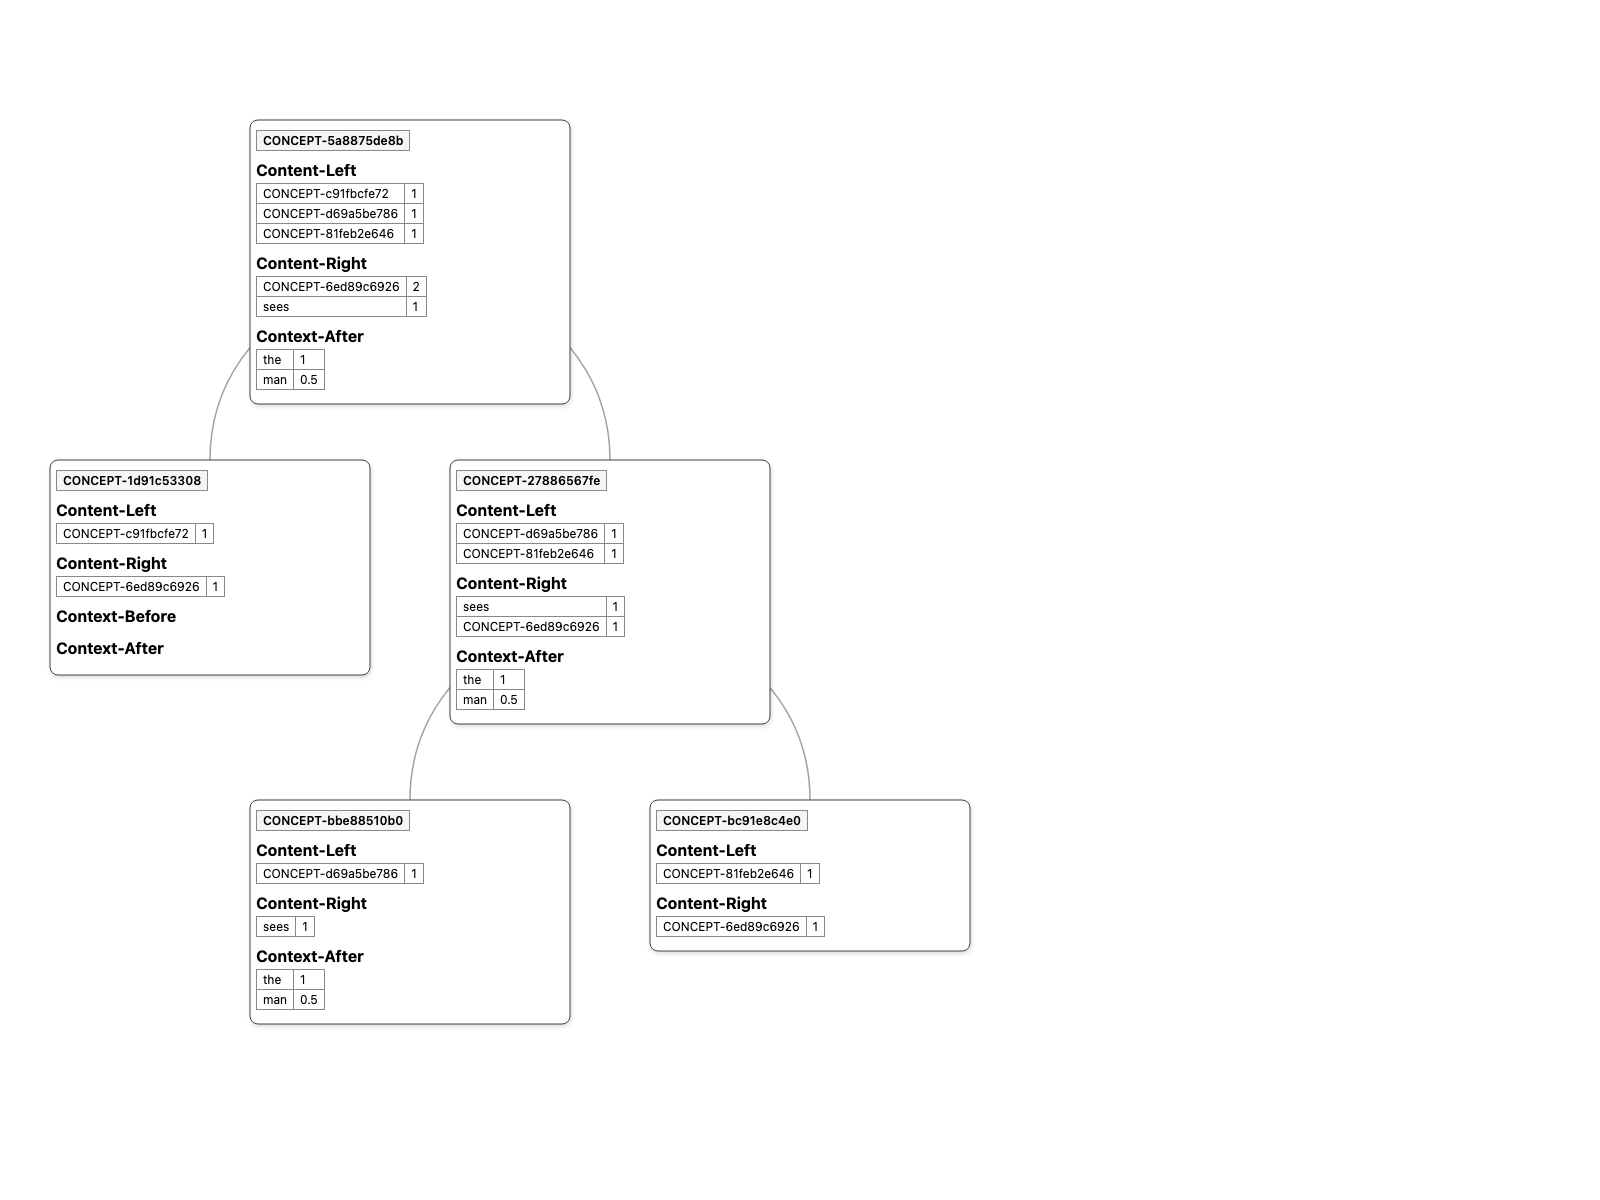 CONCEPT-5a8875de8b
Content-Left
CONCEPT-c91fbcfe72 1
CONCEPT-d69a5be786 1
CONCEPT-81feb2e646 1
Content-Right
CONCEPT-6ed89c6926 2
sees 1
Context-After
the 1
man 0.5
CONCEPT-1d91c53308
Content-Left
CONCEPT-c91fbcfe72 1
Content-Right
CONCEPT-6ed89c6926 1
Context-Before
Context-After
CONCEPT-27886567fe
Content-Left
CONCEPT-d69a5be786 1
CONCEPT-81feb2e646 1
Content-Right
sees 1
CONCEPT-6ed89c6926 1
Context-After
the 1
man 0.5
CONCEPT-bbe88510b0
Content-Left
CONCEPT-d69a5be786 1
Content-Right
sees 1
Context-After
the 1
man 0.5
CONCEPT-bc91e8c4e0
Content-Left
CONCEPT-81feb2e646 1
Content-Right
CONCEPT-6ed89c6926 1